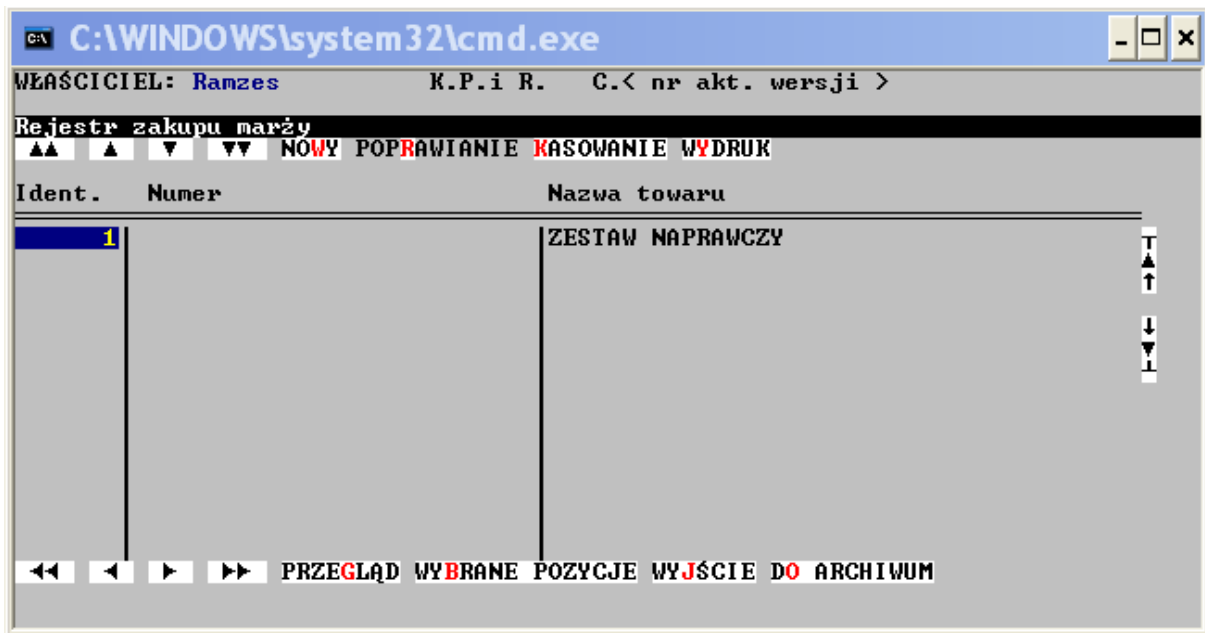 C:\WINDOWS\system32\cmd.exe
WŁAŚCICIEL: Ramzes K.P.i R. C.< nr akt. wersji >
Rejestr zakupu marży
▲▲ ▲ ▼ ▼▼ NOWY POPRAWIANIE KASOWANIE WYDRUK
Ident. Numer Nazwa towaru
1 ZESTAW NAPRAWCZY
◄◄ ◄ ► ►► PRZEGLĄD WYBRANE POZYCJE WYJŚCIE DO ARCHIWUM